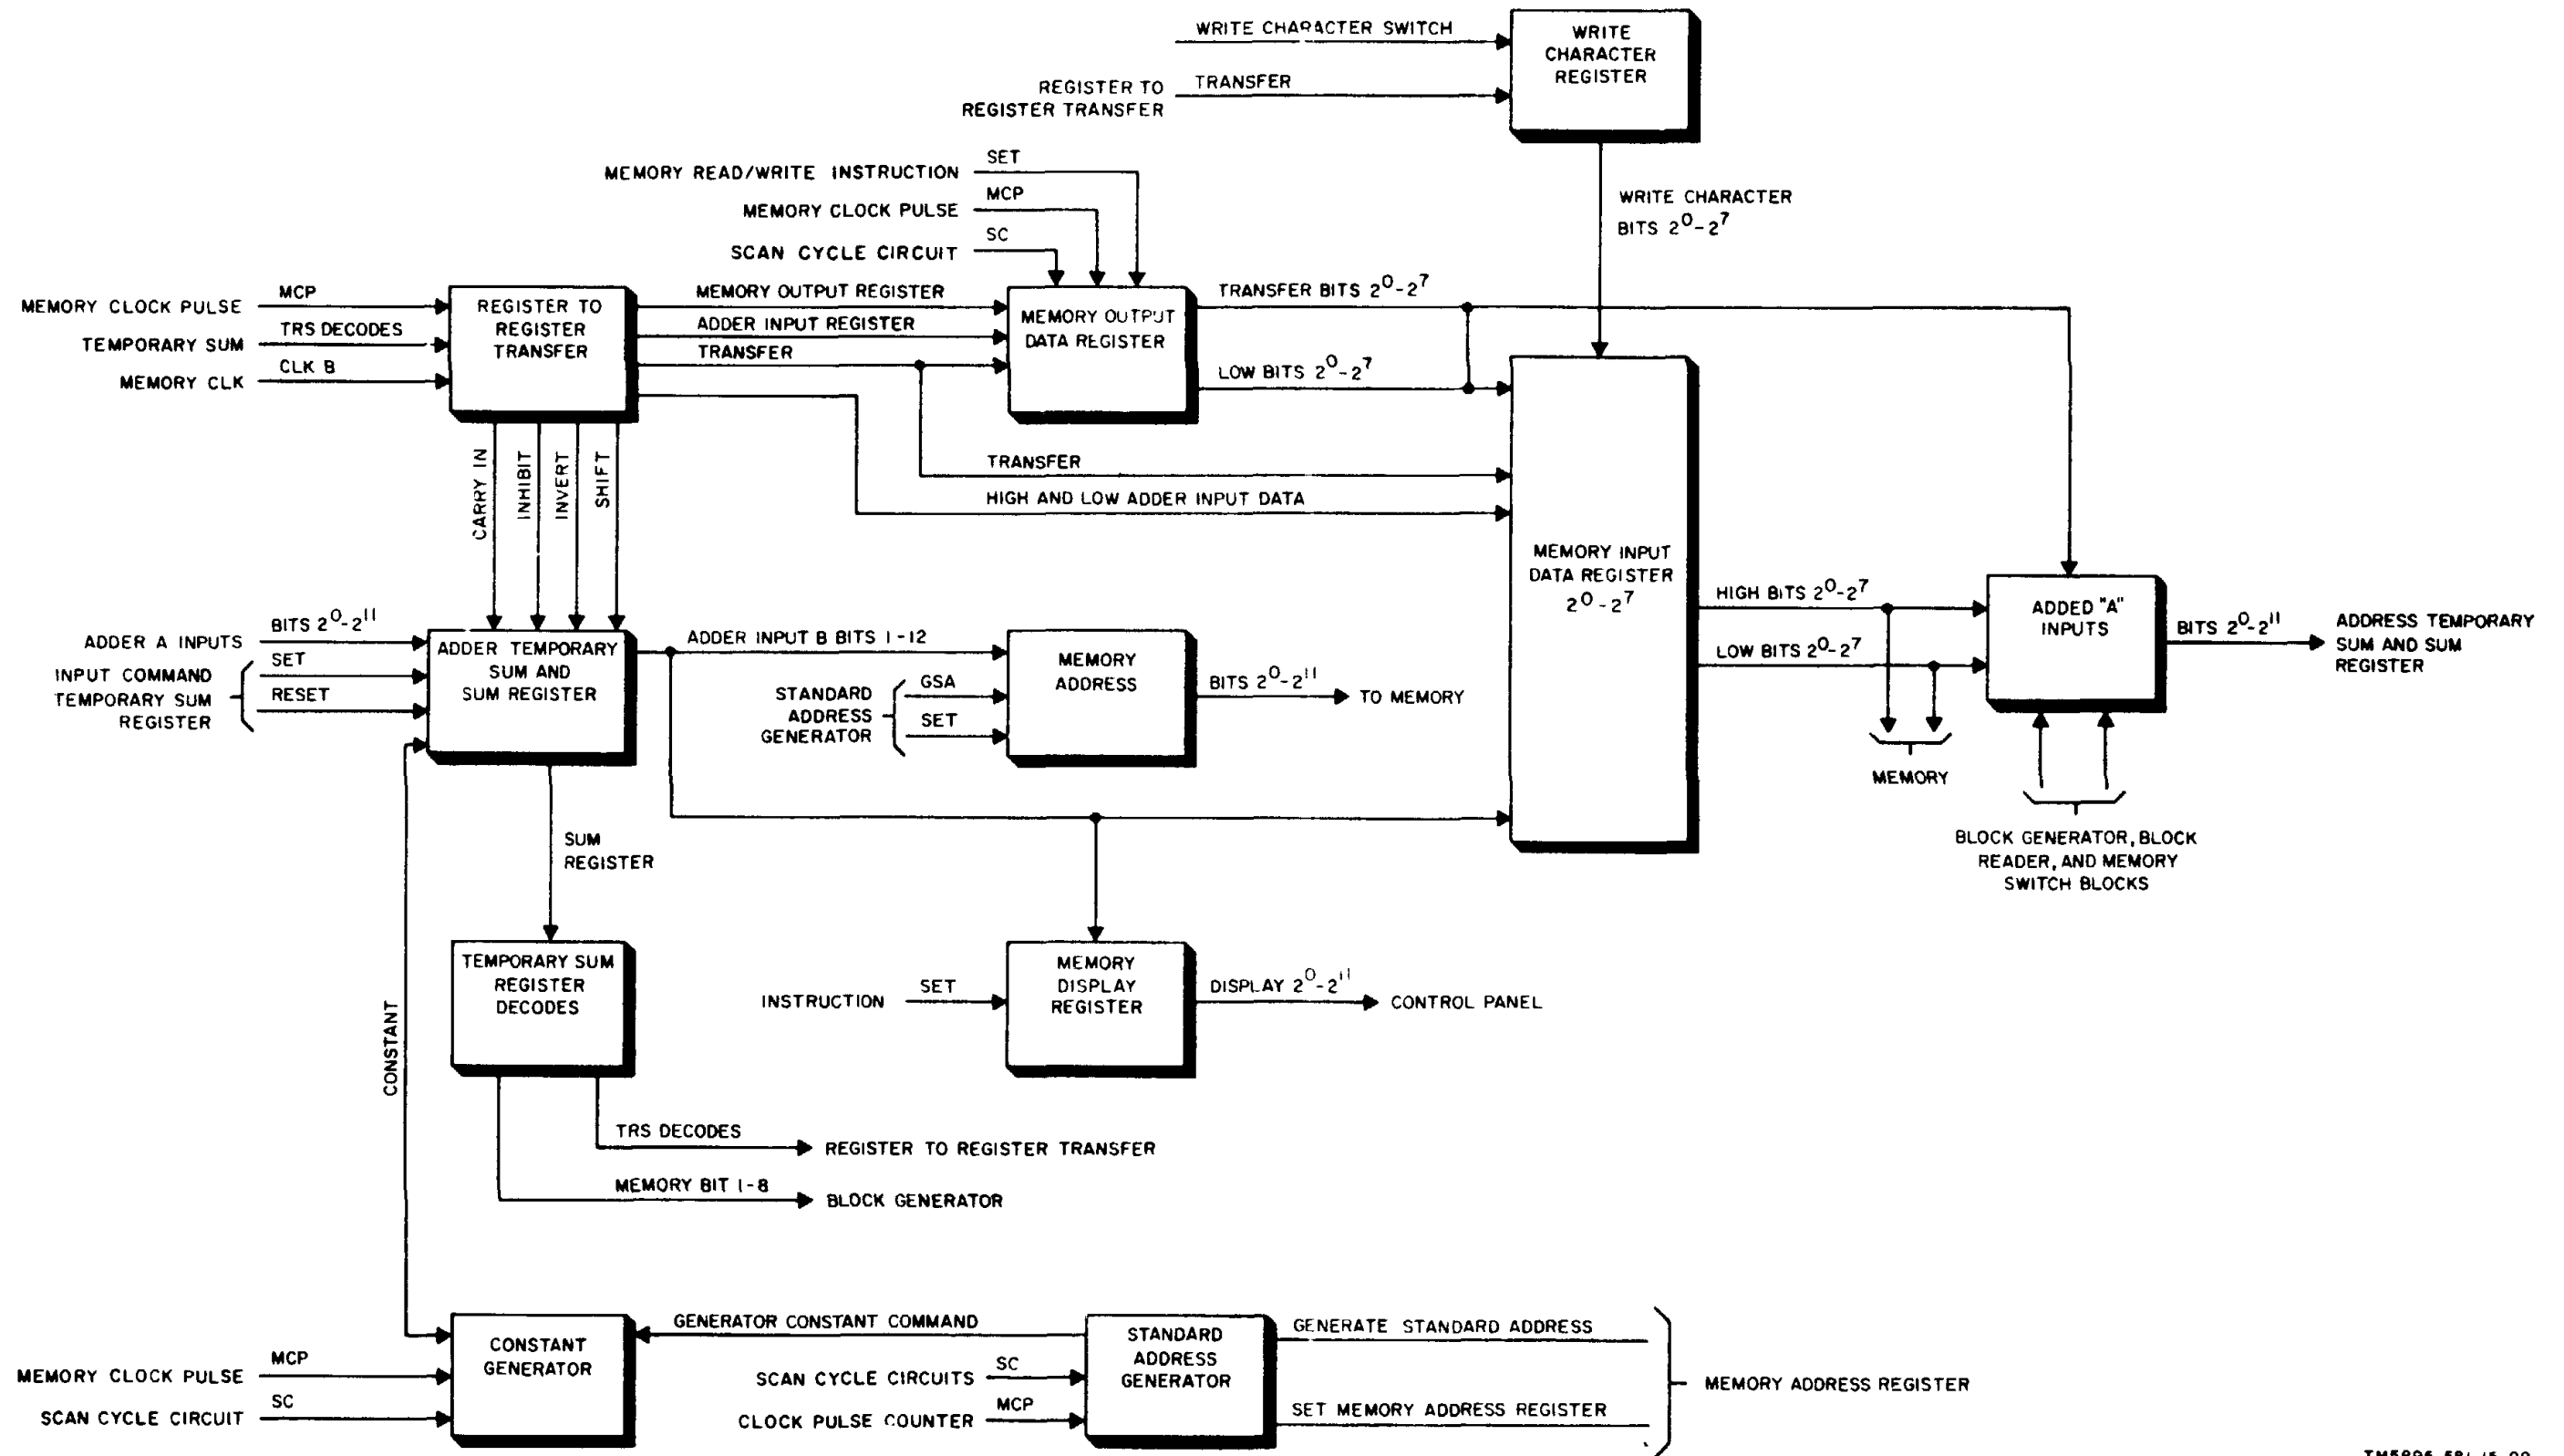 WRITE CHARACTER SWITCH
WRITE
CHARACTER
REGISTER
REGISTER TO
REGISTER TRANSFER
TRANSFER
WRITE CHARACTER
BITS 2⁰-2⁷
MEMORY READ/WRITE INSTRUCTION
SET
MEMORY CLOCK PULSE
MCP
SCAN CYCLE CIRCUIT
SC
MEMORY CLOCK PULSE
MCP
TEMPORARY SUM
TRS DECODES
MEMORY CLK
CLK B
REGISTER TO
REGISTER
TRANSFER
MEMORY OUTPUT REGISTER
ADDER INPUT REGISTER
TRANSFER
MEMORY OUTPUT
DATA REGISTER
TRANSFER BITS 2⁰-2⁷
LOW BITS 2⁰-2⁷
TRANSFER
HIGH AND LOW ADDER INPUT DATA
CARRY IN
INHIBIT
INVERT
SHIFT
MEMORY INPUT
DATA REGISTER
2⁰-2⁷
HIGH BITS 2⁰-2⁷
LOW BITS 2⁰-2⁷
MEMORY
ADDED "A"
INPUTS
BITS 2⁰-2¹¹
ADDRESS TEMPORARY
SUM AND SUM
REGISTER
BLOCK GENERATOR, BLOCK
READER, AND MEMORY
SWITCH BLOCKS
ADDER A INPUTS
BITS 2⁰-2¹¹
INPUT COMMAND
TEMPORARY SUM
REGISTER
SET
RESET
ADDER TEMPORARY
SUM AND
SUM REGISTER
ADDER INPUT B BITS 1-12
STANDARD
ADDRESS
GENERATOR
GSA
SET
MEMORY
ADDRESS
BITS 2⁰-2¹¹
TO MEMORY
SUM
REGISTER
TEMPORARY SUM
REGISTER
DECODES
INSTRUCTION
SET
MEMORY
DISPLAY
REGISTER
DISPLAY 2⁰-2¹¹
CONTROL PANEL
CONSTANT
TRS DECODES
REGISTER TO REGISTER TRANSFER
MEMORY BIT 1-8
BLOCK GENERATOR
GENERATOR CONSTANT COMMAND
CONSTANT
GENERATOR
MEMORY CLOCK PULSE
MCP
SCAN CYCLE CIRCUIT
SC
SCAN CYCLE CIRCUITS
SC
CLOCK PULSE COUNTER
MCP
STANDARD
ADDRESS
GENERATOR
GENERATE STANDARD ADDRESS
SET MEMORY ADDRESS REGISTER
MEMORY ADDRESS REGISTER